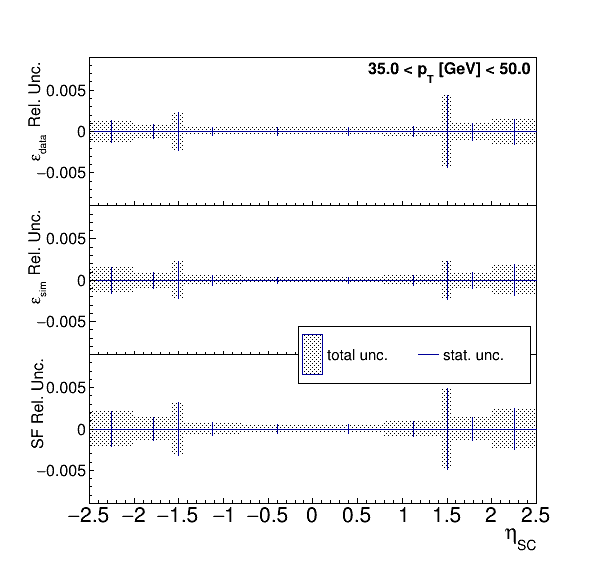 35.0 < p_T [GeV] < 50.0
ε_data Rel. Unc.
0.005
0
−0.005
ε_sim Rel. Unc.
0.005
0
−0.005
total unc. stat. unc.
SF Rel. Unc.
0.005
0
−0.005
−2.5 −2 −1.5 −1 −0.5 0 0.5 1 1.5 2 2.5
η_SC